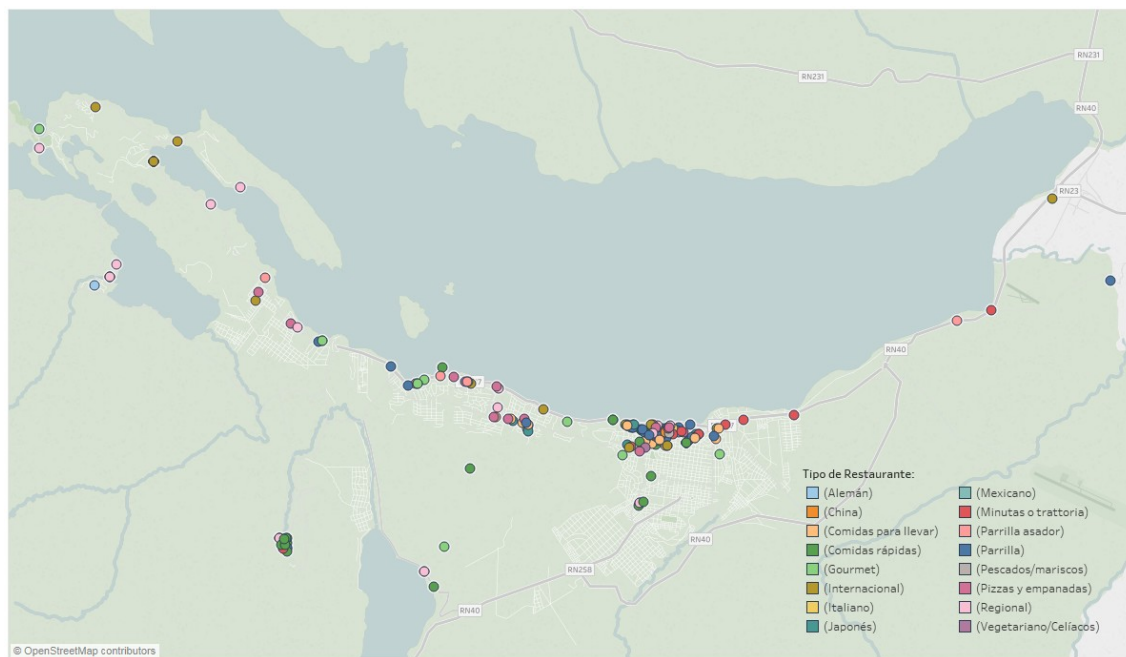 RN231
RN231
RN40
RN23
RN40
Tipo de Restaurante:
(Alemán)
(China)
(Comidas para llevar)
(Comidas rápidas)
(Gourmet)
(Internacional)
(Italiano)
(Japonés)
(Mexicano)
(Minutas o trattoria)
(Parrilla asador)
(Parrilla)
(Pescados/mariscos)
(Pizzas y empanadas)
(Regional)
(Vegetariano/Celíacos)
RN40
RN258
RN40
© OpenStreetMap contributors